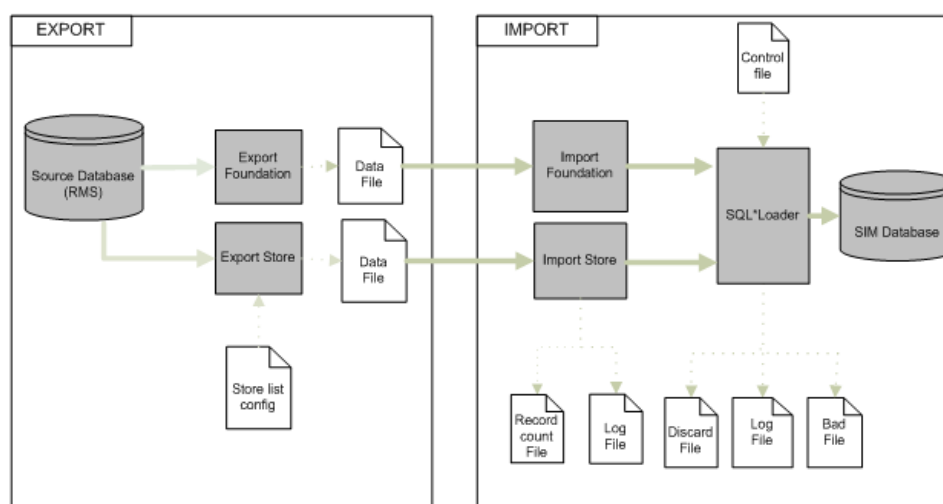 EXPORT
Source Database
(RMS)
Export
Foundation
Data
File
Export Store
Data
File
Store list
config
IMPORT
Control
file
Import
Foundation
SQL*Loader
SIM Database
Import Store
Record
count
File
Log
File
Discard
File
Log
File
Bad
File